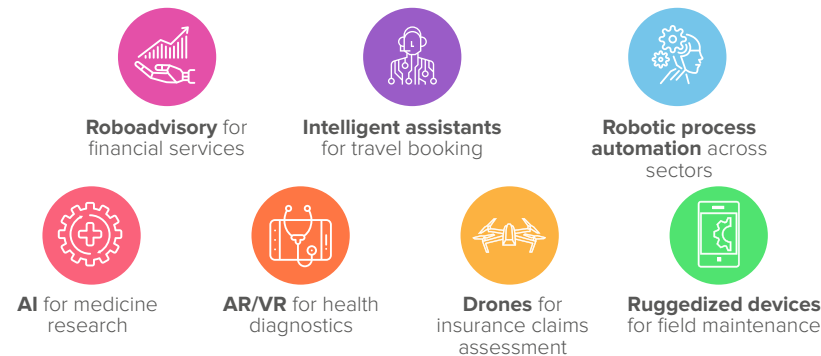 Roboadvisory for
financial services
Intelligent assistants
for travel booking
Robotic process
automation across
sectors
AI for medicine
research
AR/VR for health
diagnostics
Drones for
insurance claims
assessment
Ruggedized devices
for field maintenance